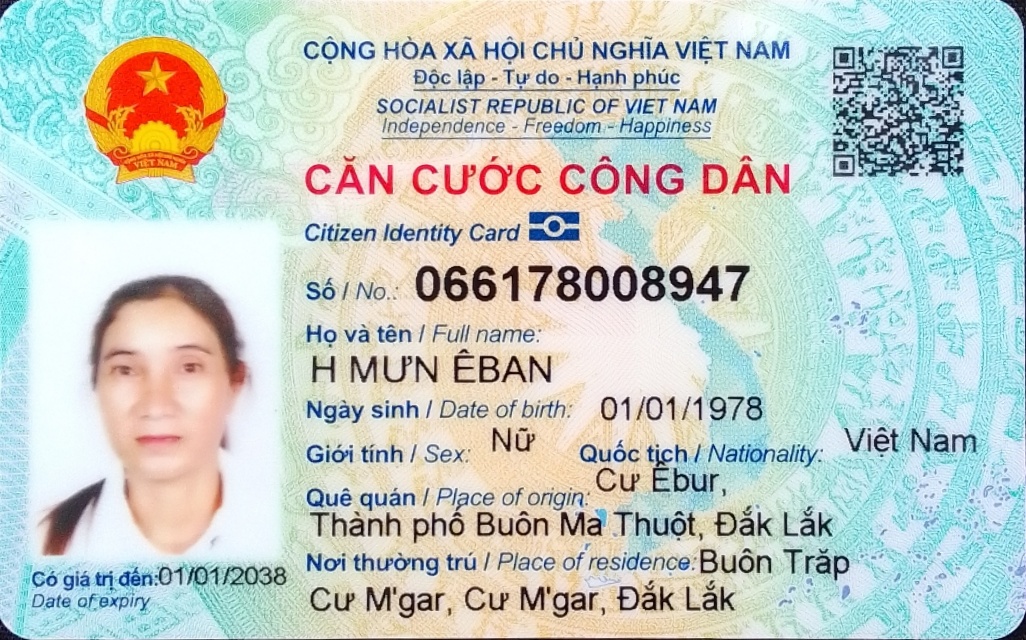 CỘNG HÒA XÃ HỘI CHỦ NGHĨA VIỆT NAM
Độc lập - Tự do - Hạnh phúc
SOCIALIST REPUBLIC OF VIET NAM
Independence - Freedom - Happiness
CĂN CƯỚC CÔNG DÂN
Citizen Identity Card
Số / No.: 066178008947
Họ và tên / Full name:
H MƯN ÊBAN
Ngày sinh / Date of birth: 01/01/1978
Giới tính / Sex: Nữ Quốc tịch / Nationality: Việt Nam
Quê quán / Place of origin: Cư Êbur,
Thành phố Buôn Ma Thuột, Đắk Lắk
Nơi thường trú / Place of residence: Buôn Trăp
Cư M'gar, Cư M'gar, Đắk Lắk
Có giá trị đến: 01/01/2038
Date of expiry
VIỆT NAM